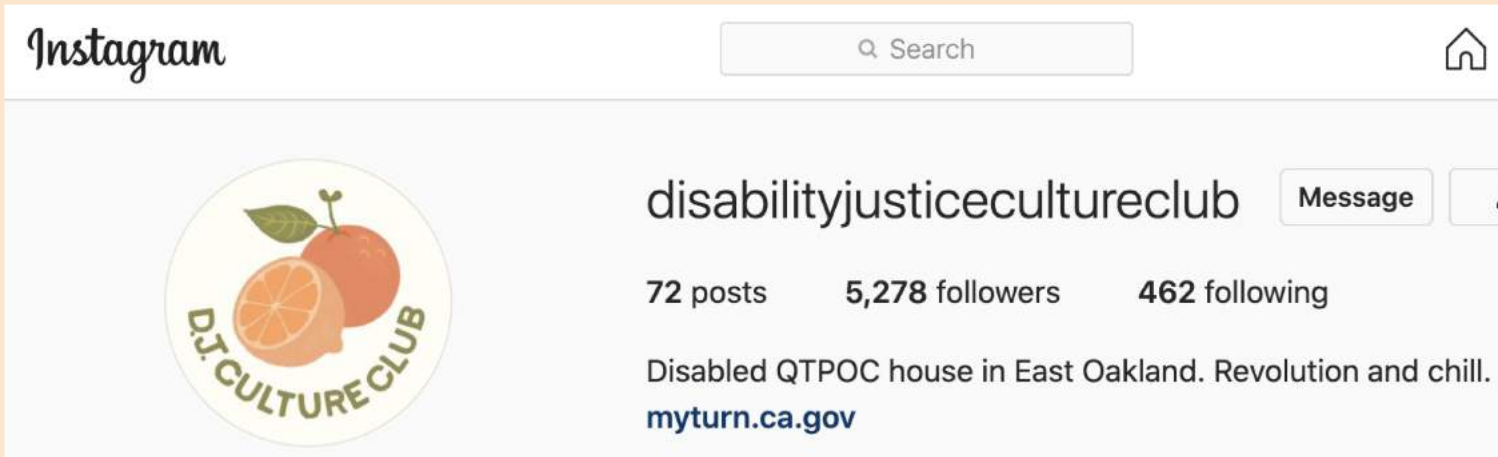 Instagram
Search
disabilityjusticecultureclub Message
72 posts 5,278 followers 462 following
Disabled QTPOC house in East Oakland. Revolution and chill.
myturn.ca.gov
D.J. CULTURE CLUB